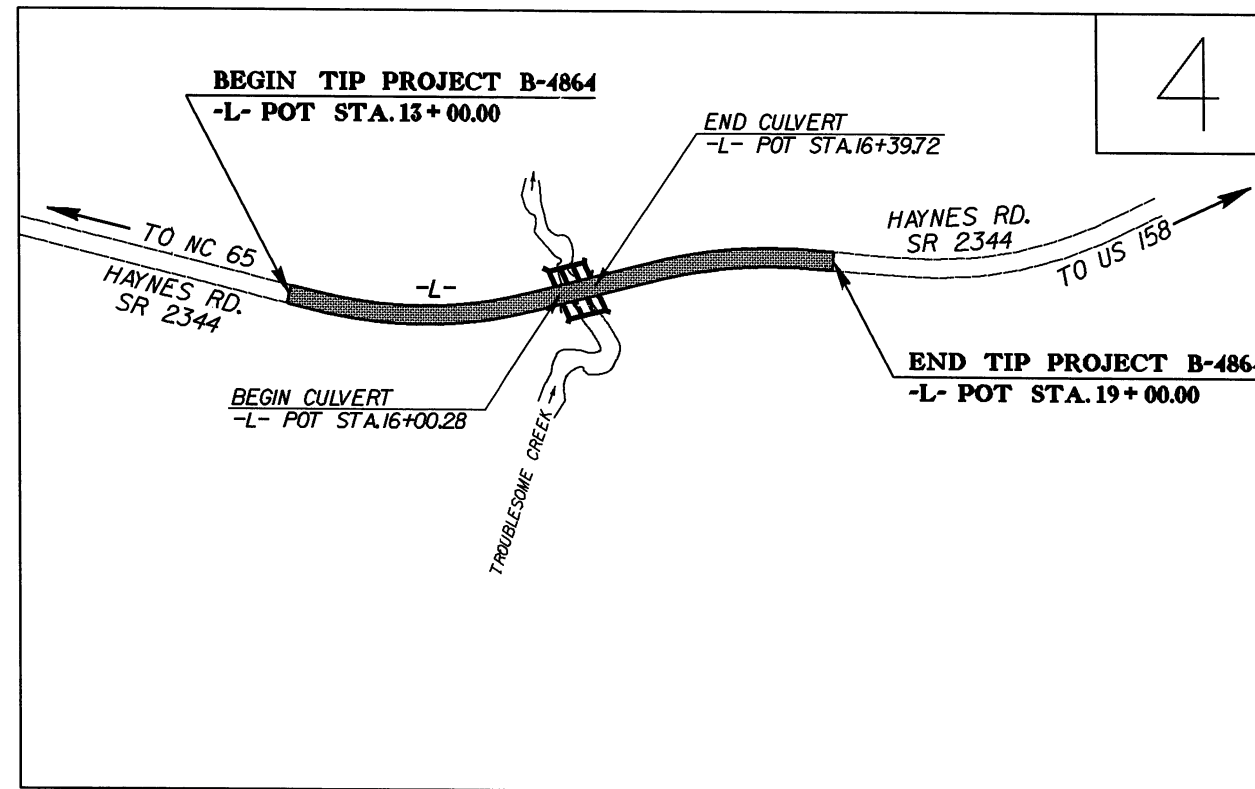 4
BEGIN TIP PROJECT B-4864
-L- POT STA. 13 + 00.00
END CULVERT
-L- POT STA.16+39.72
TO NC 65
HAYNES RD.
SR 2344
-L-
HAYNES RD.
SR 2344
TO US 158
BEGIN CULVERT
-L- POT STA.16+00.28
TROUBLESOME CREEK
END TIP PROJECT B-486
-L- POT STA. 19 + 00.00